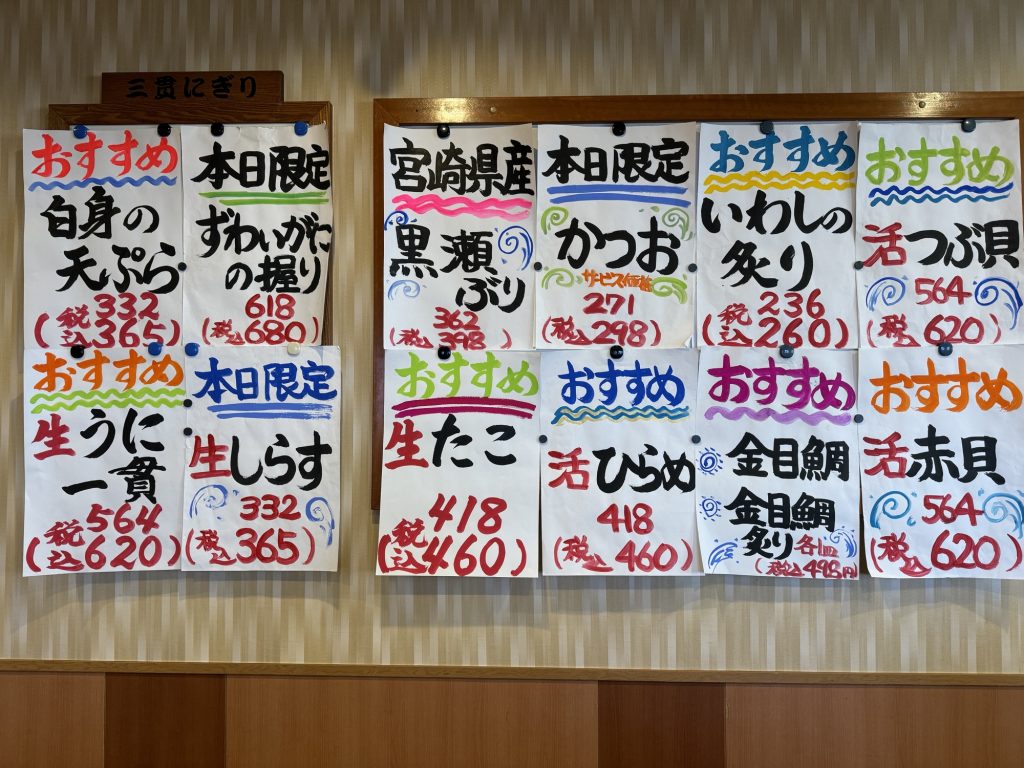 三貫にぎり
おすすめ
白身の
天ぷら
332
(税込365)
本日限定
ずわいがに
の握り
618
(税込680)
おすすめ
生うに
一貫
564
(税込620)
本日限定
生しらす
332
(税込365)
宮崎県産
黒瀬
ぶり
362
(税込398)
本日限定
かつお
サービス価格
271
(税込298)
おすすめ
いわしの
炙り
236
(税込260)
おすすめ
活つぶ貝
564
(税込620)
おすすめ
生たこ
418
(税込460)
おすすめ
活ひらめ
418
(税込460)
おすすめ
金目鯛
金目鯛
炙り各1皿
(税込498円)
おすすめ
活赤貝
564
(税込620)